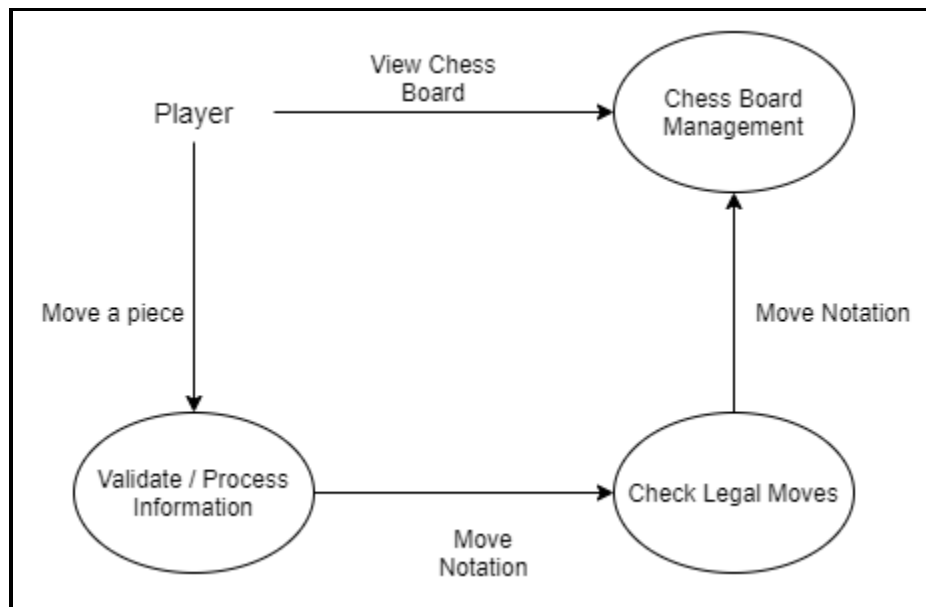 View Chess
Board
Player
Chess Board
Management
Move a piece
Move Notation
Validate / Process
Information
Check Legal Moves
Move
Notation